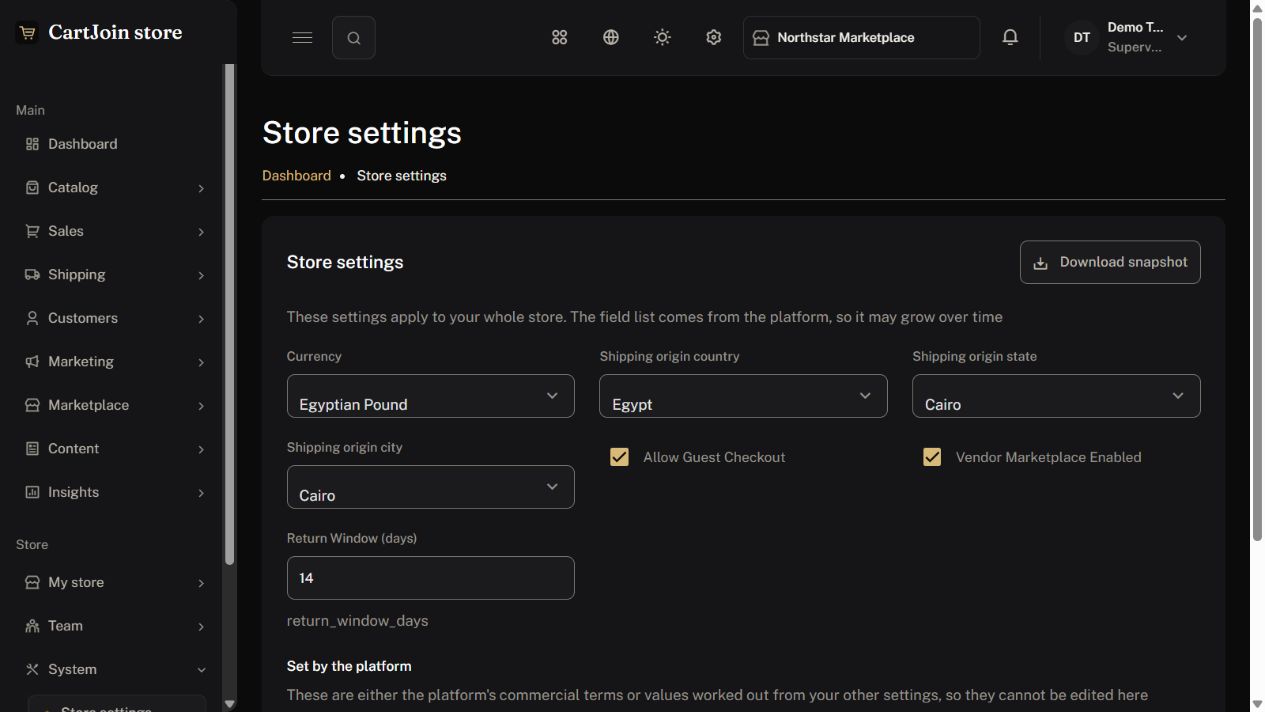 CartJoin store
Main
Dashboard
Catalog
Sales
Shipping
Customers
Marketing
Marketplace
Content
Insights
Store
My store
Team
System
Store settings
Northstar Marketplace
DT
Demo T...
Superv...
Store settings
Dashboard • Store settings
Store settings
Download snapshot
These settings apply to your whole store. The field list comes from the platform, so it may grow over time
Currency
Egyptian Pound
Shipping origin country
Egypt
Shipping origin state
Cairo
Shipping origin city
Cairo
Allow Guest Checkout
Vendor Marketplace Enabled
Return Window (days)
14
return_window_days
Set by the platform
These are either the platform's commercial terms or values worked out from your other settings, so they cannot be edited here